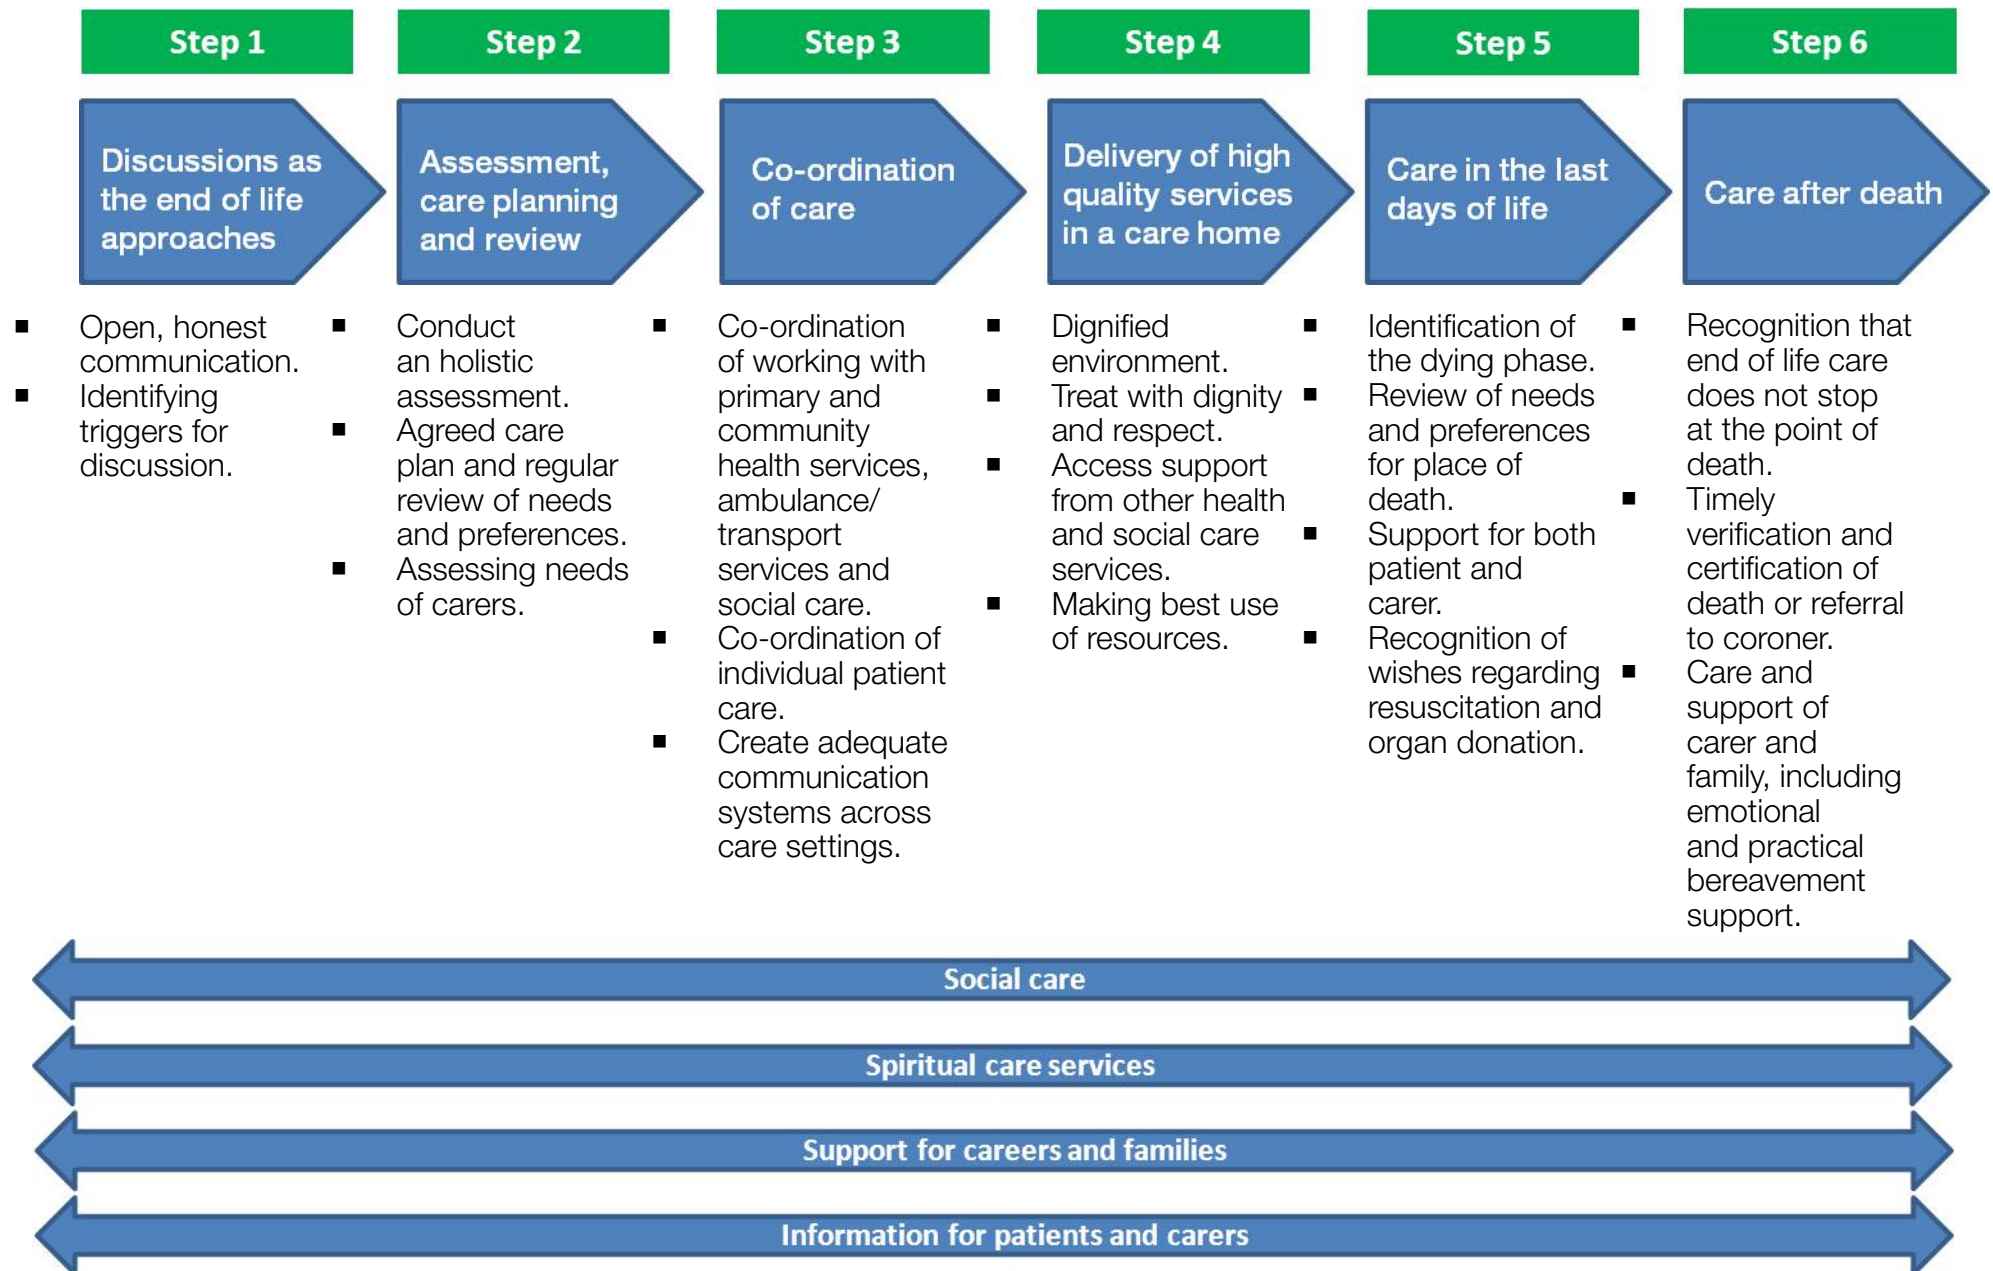 Step 1
Step 2
Step 3
Step 4
Step 5
Step 6
Discussions as
the end of life
approaches
Assessment,
care planning
and review
Co-ordination
of care
Delivery of high
quality services
in a care home
Care in the last
days of life
Care after death
▪ Open, honest
communication.
▪ Identifying
triggers for
discussion.
▪ Conduct
an holistic
assessment.
▪ Agreed care
plan and regular
review of needs
and preferences.
▪ Assessing needs
of carers.
▪ Co-ordination
of working with
primary and
community
health services,
ambulance/
transport
services and
social care.
▪ Co-ordination of
individual patient
care.
▪ Create adequate
communication
systems across
care settings.
▪ Dignified
environment.
▪ Treat with dignity
and respect.
▪ Access support
from other health
and social care
services.
▪ Making best use
of resources.
▪ Identification of
the dying phase.
▪ Review of needs
and preferences
for place of
death.
▪ Support for both
patient and
carer.
▪ Recognition of
wishes regarding
resuscitation and
organ donation.
▪ Recognition that
end of life care
does not stop
at the point of
death.
▪ Timely
verification and
certification of
death or referral
to coroner.
▪ Care and
support of
carer and
family, including
emotional
and practical
bereavement
support.
Social care
Spiritual care services
Support for careers and families
Information for patients and carers